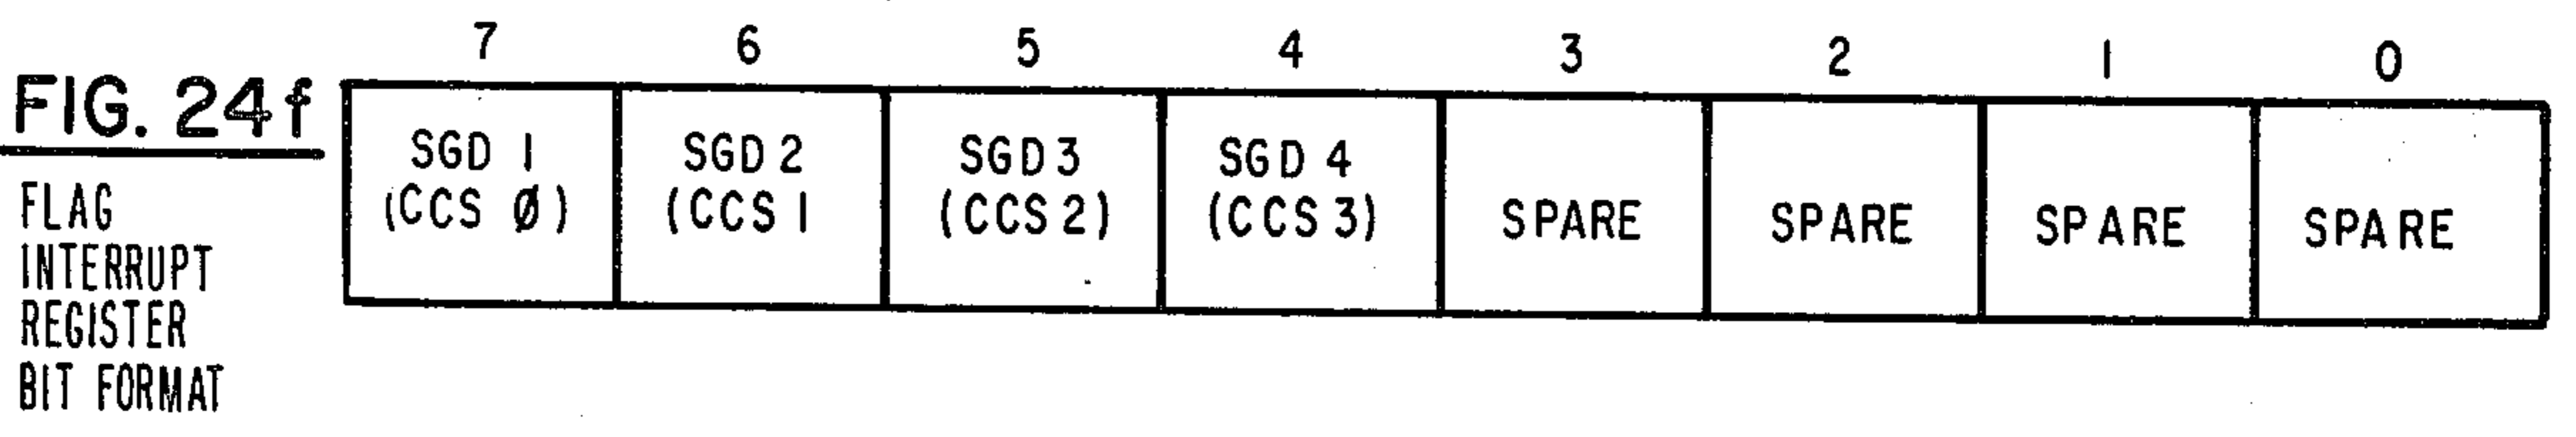 7 6 5 4 3 2 1 0
FIG. 24f
SGD 1 SGD 2 SGD 3 SGD 4
(CCS Ø) (CCS 1 (CCS 2) (CCS 3) SPARE SPARE SPARE SPARE
FLAG
INTERRUPT
REGISTER
BIT FORMAT